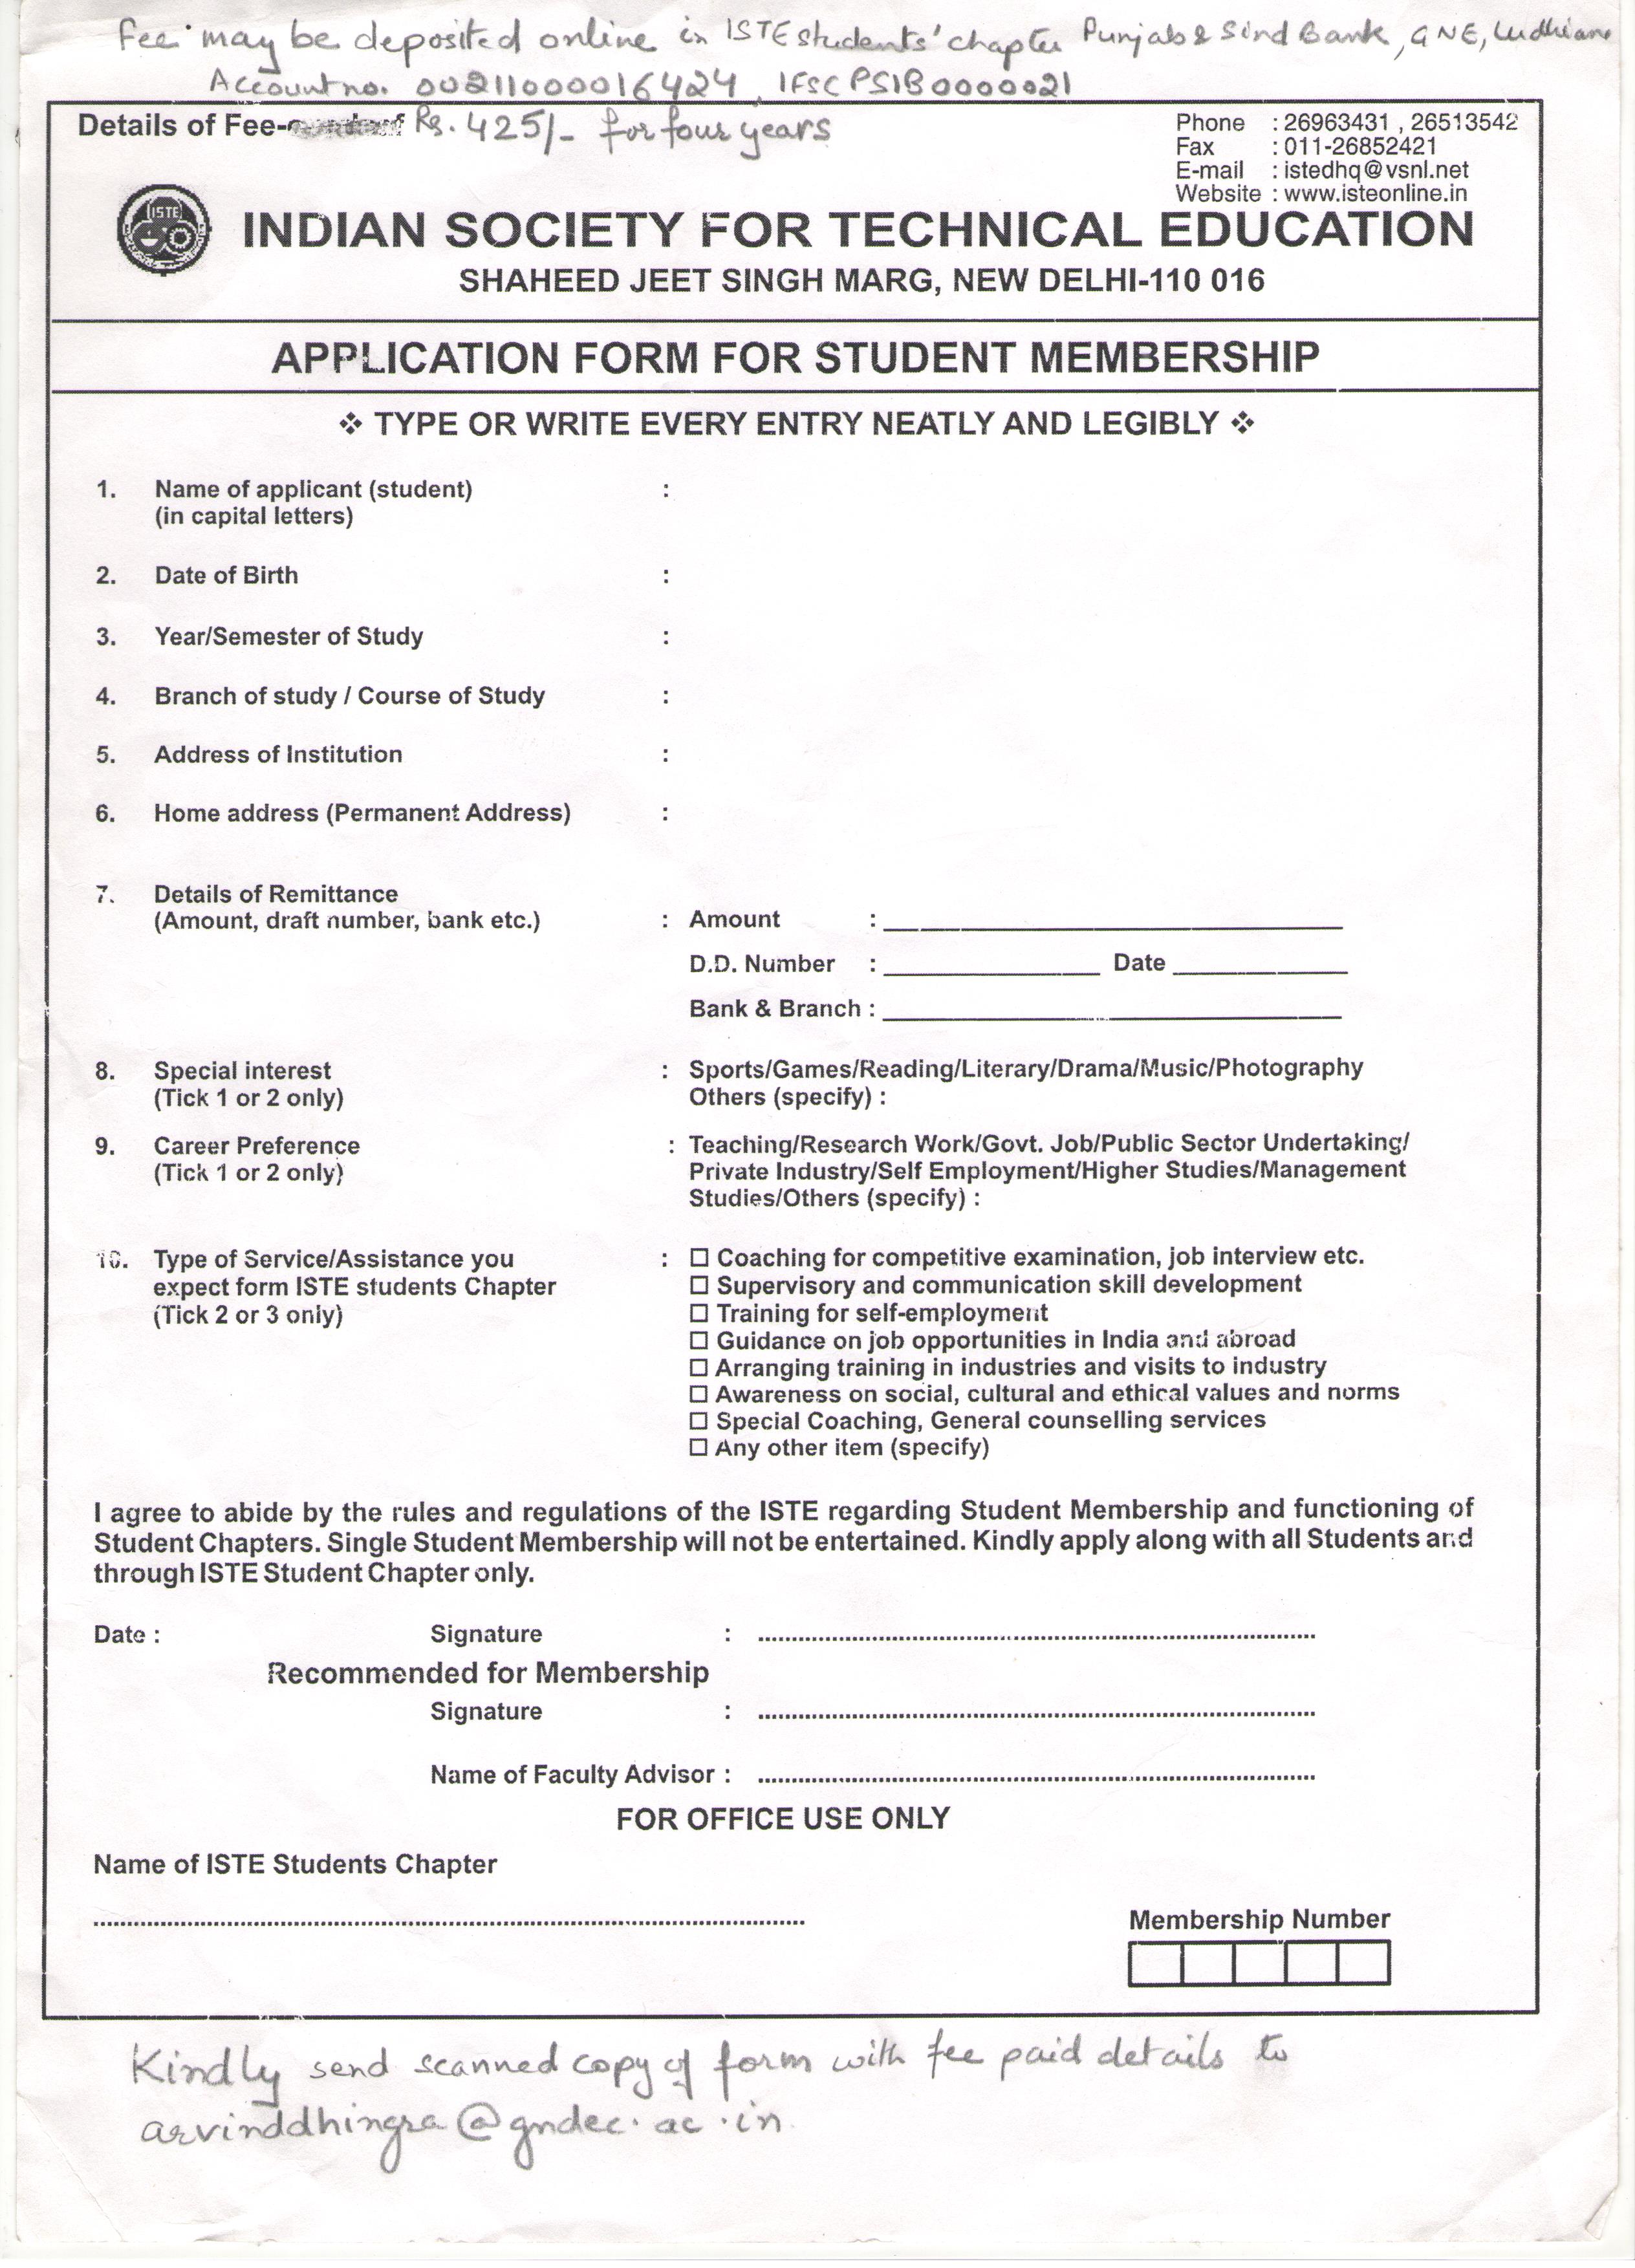 Fee may be deposited online in ISTE students' chapter Punjab & Sind Bank, GNE, Ludhiana
Account no. 00211000016424, IFSC PSIB0000021
Details of Fee- Rs. 425/- for four years
Phone : 26963431 , 26513542
Fax : 011-26852421
E-mail : istedhq@vsnl.net
Website : www.isteonline.in
ISTE
INDIAN SOCIETY FOR TECHNICAL EDUCATION
SHAHEED JEET SINGH MARG, NEW DELHI-110 016
APPLICATION FORM FOR STUDENT MEMBERSHIP
❖ TYPE OR WRITE EVERY ENTRY NEATLY AND LEGIBLY ❖
1. Name of applicant (student) :
(in capital letters)
2. Date of Birth :
3. Year/Semester of Study :
4. Branch of study / Course of Study :
5. Address of Institution :
6. Home address (Permanent Address) :
7. Details of Remittance
(Amount, draft number, bank etc.) : Amount : ____________
D.D. Number : ____________ Date ____________
Bank & Branch : ____________
8. Special interest : Sports/Games/Reading/Literary/Drama/Music/Photography
(Tick 1 or 2 only) Others (specify) :
9. Career Preference : Teaching/Research Work/Govt. Job/Public Sector Undertaking/
(Tick 1 or 2 only) Private Industry/Self Employment/Higher Studies/Management
Studies/Others (specify) :
10. Type of Service/Assistance you : ☐ Coaching for competitive examination, job interview etc.
expect form ISTE students Chapter ☐ Supervisory and communication skill development
(Tick 2 or 3 only) ☐ Training for self-employment
☐ Guidance on job opportunities in India and abroad
☐ Arranging training in industries and visits to industry
☐ Awareness on social, cultural and ethical values and norms
☐ Special Coaching, General counselling services
☐ Any other item (specify)
I agree to abide by the rules and regulations of the ISTE regarding Student Membership and functioning of
Student Chapters. Single Student Membership will not be entertained. Kindly apply along with all Students and
through ISTE Student Chapter only.
Date : Signature : ....................
Recommended for Membership
Signature : ....................
Name of Faculty Advisor : ....................
FOR OFFICE USE ONLY
Name of ISTE Students Chapter
....................
Membership Number
Kindly send scanned copy of form with fee paid details to
arvinddhingra@gndec.ac.in